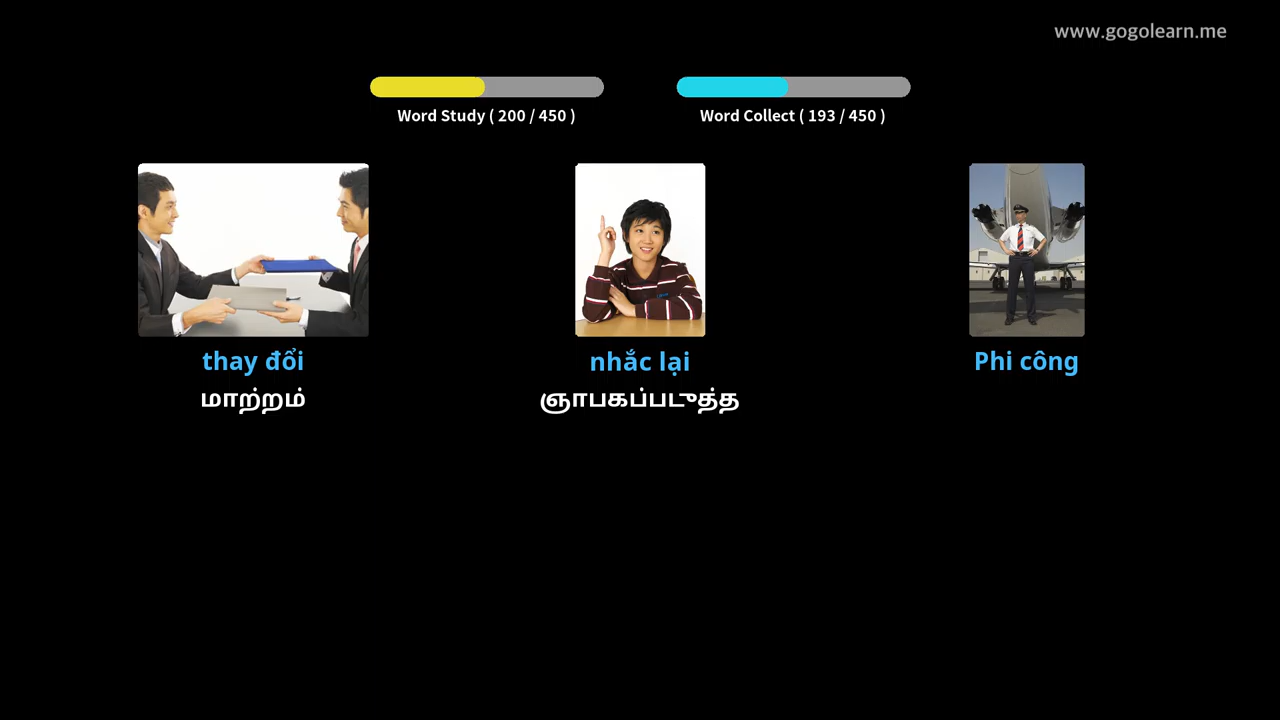 www.gogolearn.me
Word Study ( 200 / 450 )
Word Collect ( 193 / 450 )
thay đổi
nhắc lại
Phi công
மாற்றம்
ஞாபகப்படுத்த